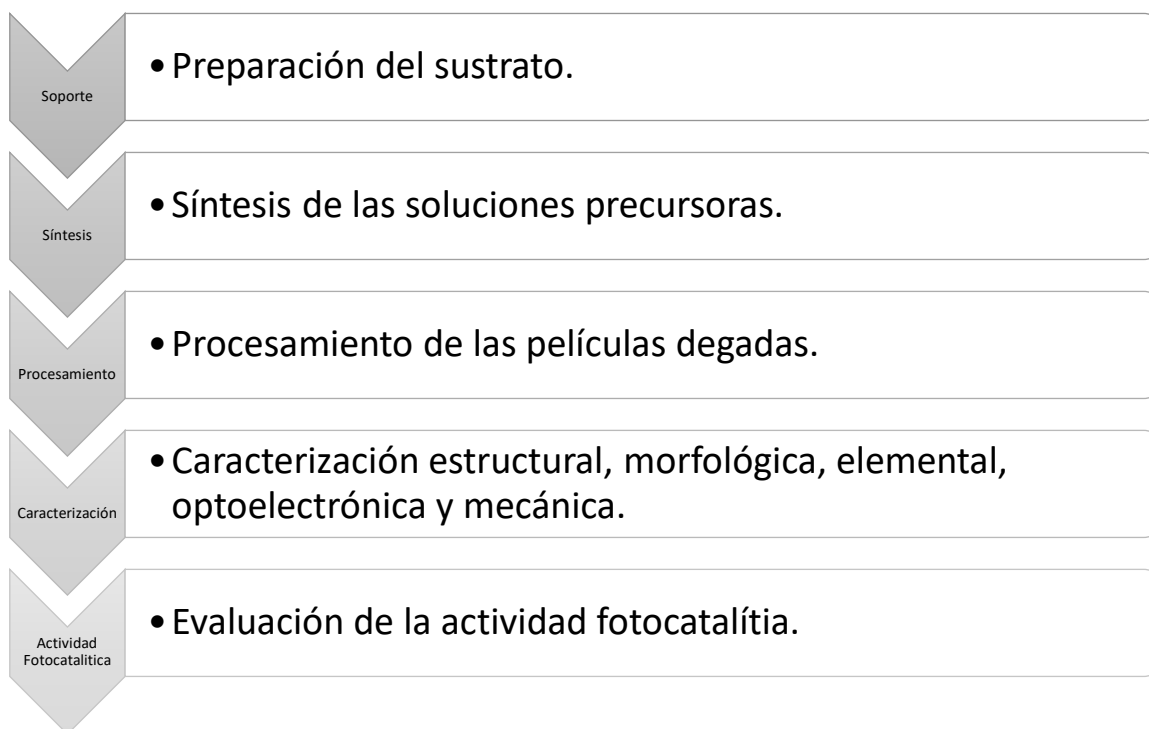 Soporte
•Preparación del sustrato.
Síntesis
•Síntesis de las soluciones precursoras.
Procesamiento
•Procesamiento de las películas degadas.
Caracterización
•Caracterización estructural, morfológica, elemental,
optoelectrónica y mecánica.
Actividad
Fotocatalitica
•Evaluación de la actividad fotocatalítia.